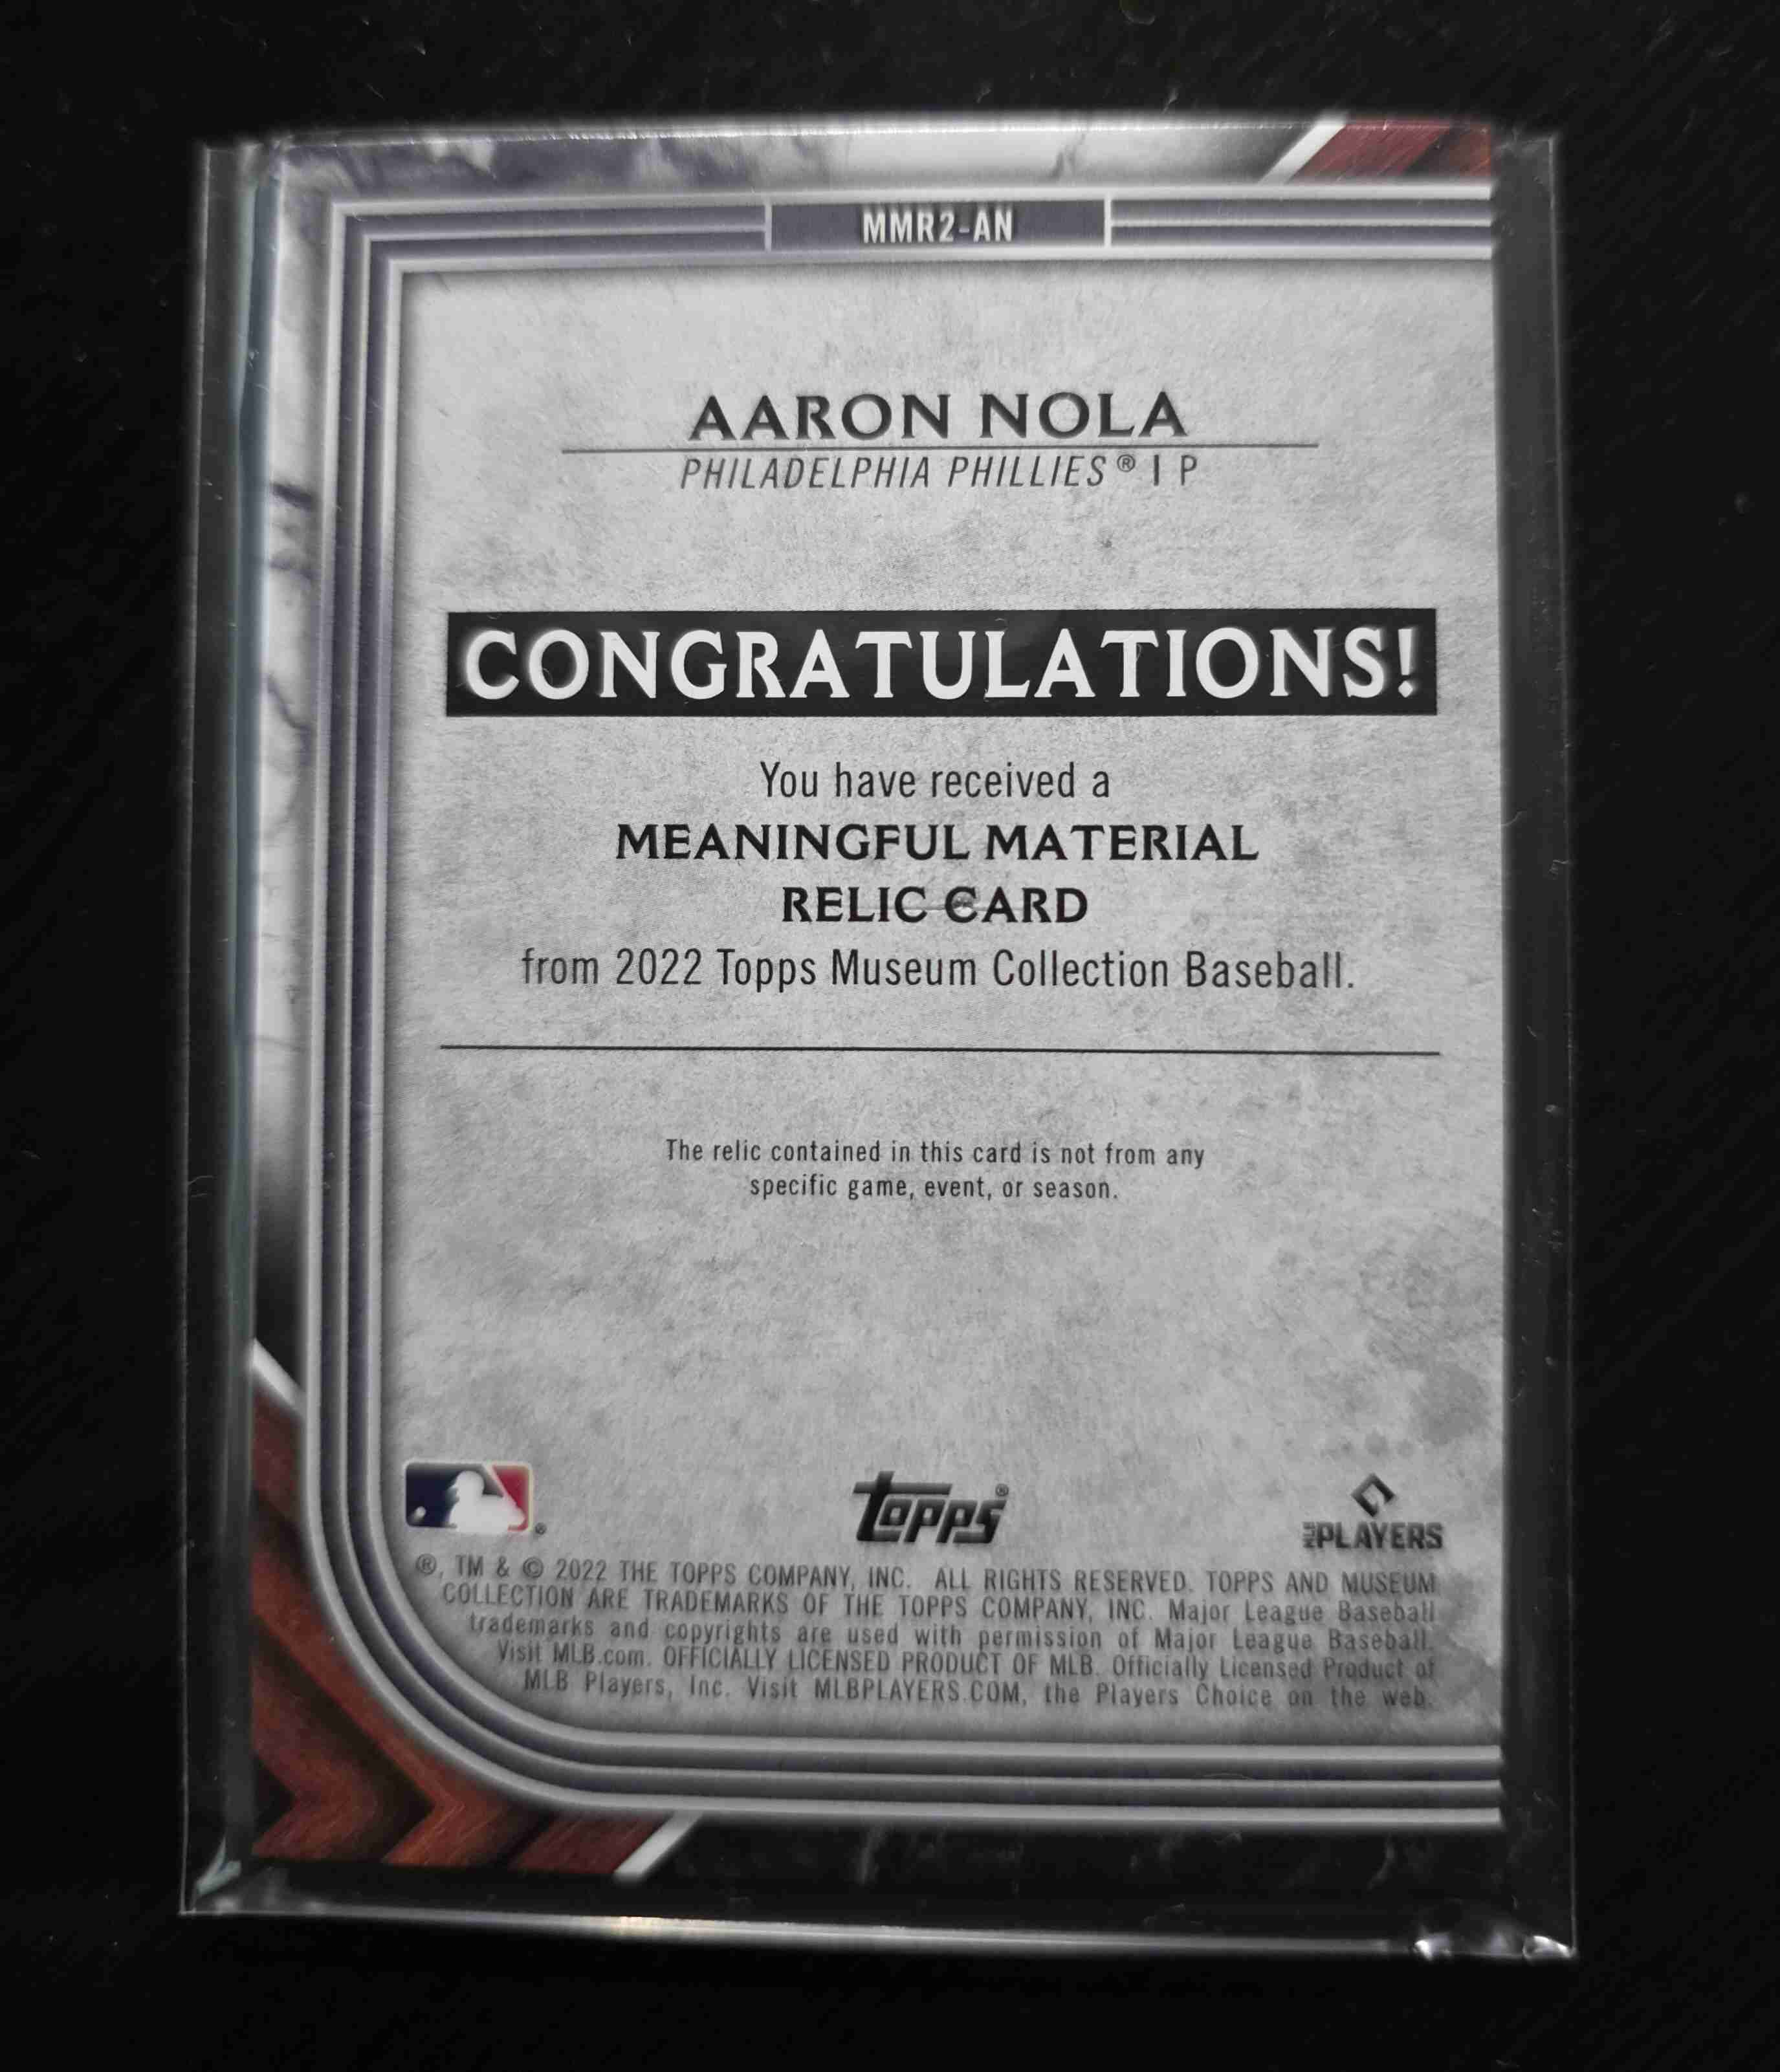 MMR2-AN
AARON NOLA
PHILADELPHIA PHILLIES® | P
CONGRATULATIONS!
You have received a
MEANINGFUL MATERIAL
RELIC CARD
from 2022 Topps Museum Collection Baseball.
The relic contained in this card is not from any
specific game, event, or season.
topps®
MLB PLAYERS
®, TM & © 2022 THE TOPPS COMPANY, INC. ALL RIGHTS RESERVED. TOPPS AND MUSEUM
COLLECTION ARE TRADEMARKS OF THE TOPPS COMPANY, INC. Major League Baseball
trademarks and copyrights are used with permission of Major League Baseball.
Visit MLB.com. OFFICIALLY LICENSED PRODUCT OF MLB. Officially Licensed Product of
MLB Players, Inc. Visit MLBPLAYERS.COM, the Players Choice on the web.